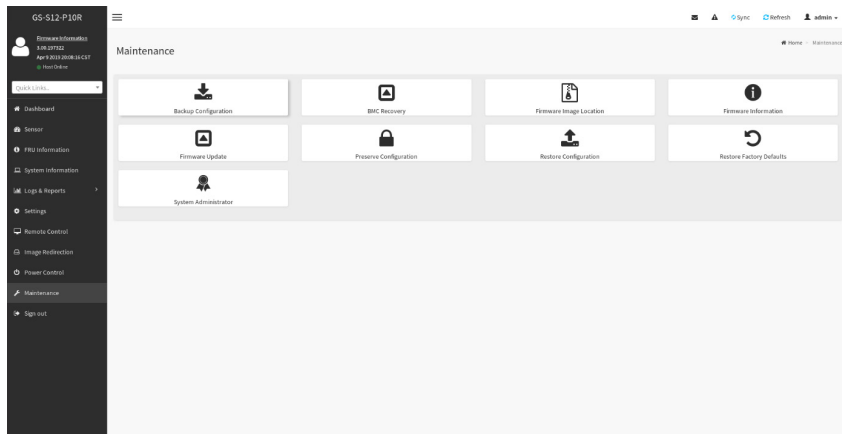 GS-S12-P10R
Sync
Refresh
admin
Firmware Information
3.00.197322
Apr 9 2019 20:08:16 CST
Host Online
Home
Maintenance
Maintenance
Quick Links..
Dashboard
Sensor
FRU Information
System Information
Logs & Reports
Settings
Remote Control
Image Redirection
Power Control
Maintenance
Sign out
Backup Configuration
BMC Recovery
Firmware Image Location
Firmware Information
Firmware Update
Preserve Configuration
Restore Configuration
Restore Factory Defaults
System Administrator